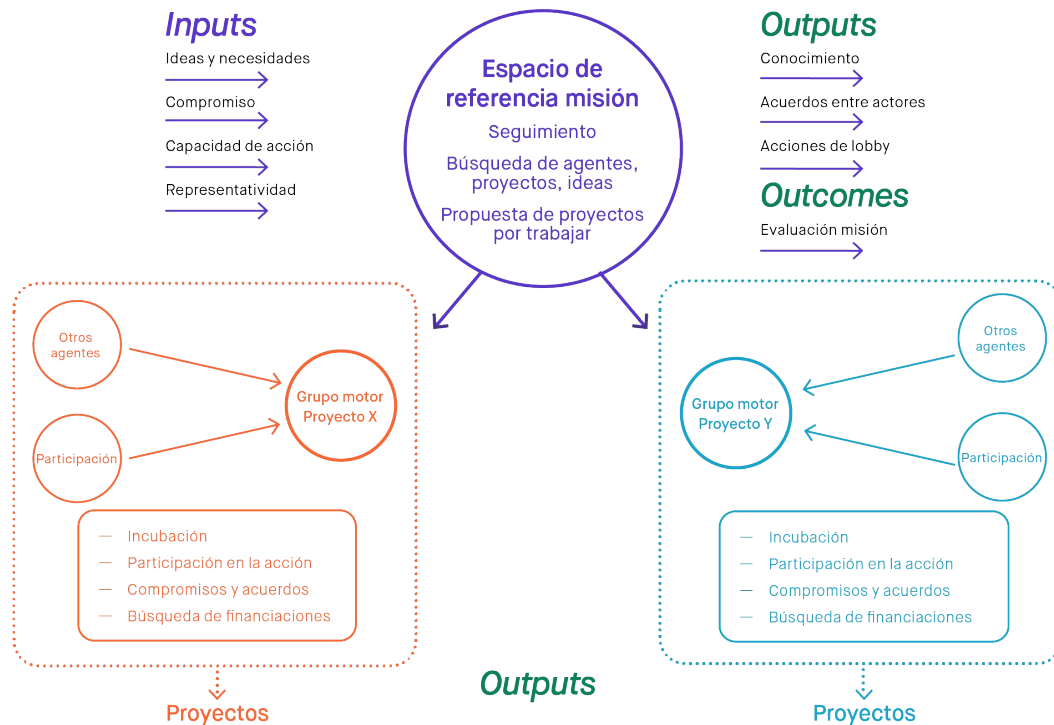 Inputs
Ideas y necesidades
Compromiso
Capacidad de acción
Representatividad
Espacio de
referencia misión
Seguimiento
Búsqueda de agentes,
proyectos, ideas
Propuesta de proyectos
por trabajar
Outputs
Conocimiento
Acuerdos entre actores
Acciones de lobby
Outcomes
Evaluación misión
Otros
agentes
Participación
Grupo motor
Proyecto X
— Incubación
— Participación en la acción
— Compromisos y acuerdos
— Búsqueda de financiaciones
Proyectos
Grupo motor
Proyecto Y
Otros
agentes
Participación
— Incubación
— Participación en la acción
— Compromisos y acuerdos
— Búsqueda de financiaciones
Outputs
Proyectos